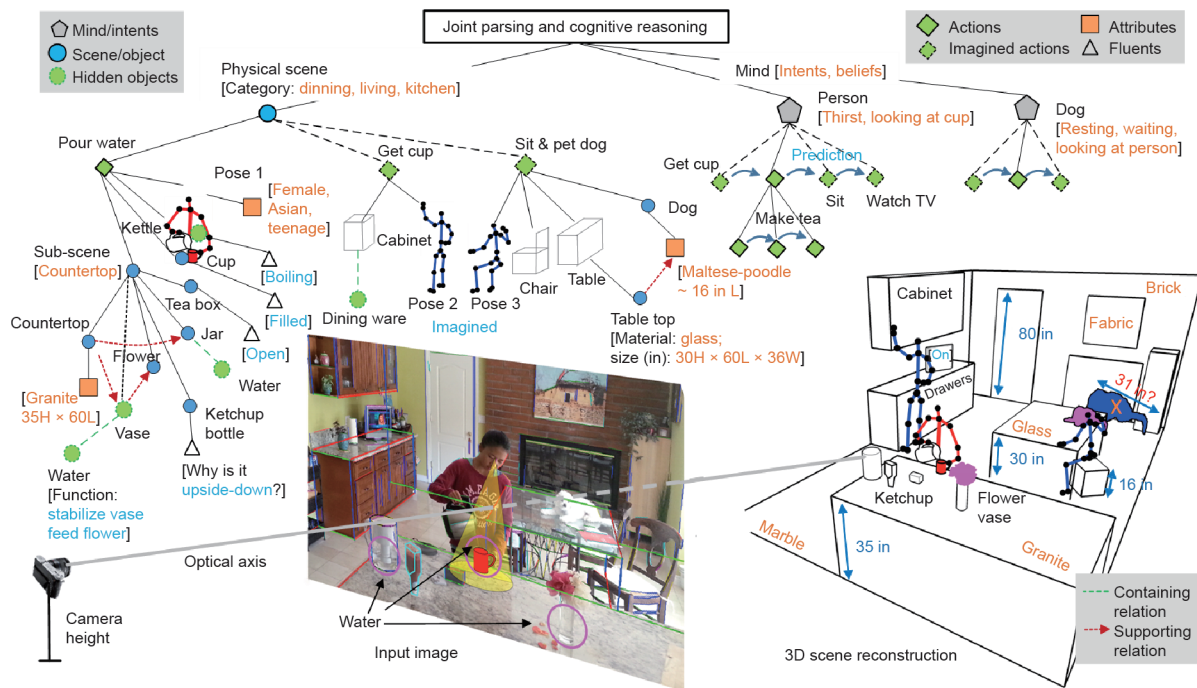 Joint parsing and cognitive reasoning
Mind/intents
Scene/object
Hidden objects
Actions
Imagined actions
Attributes
Fluents
Physical scene
[Category: dinning, living, kitchen]
Mind [Intents, beliefs]
Person
[Thirst, looking at cup]
Dog
[Resting, waiting,
looking at person]
Pour water
Get cup
Sit & pet dog
Get cup
Prediction
Sit
Watch TV
Make tea
Pose 1
[Female,
Asian,
teenage]
Kettle
Cup
[Boiling]
Sub-scene
[Countertop]
Tea box
[Filled]
Countertop
Jar
[Open]
Flower
Water
[Granite
35H × 60L]
Vase
Ketchup
bottle
[Why is it
upside-down?]
Water
[Function:
stabilize vase
feed flower]
Cabinet
Dining ware
Pose 2
Pose 3
Imagined
Chair
Table
Dog
[Maltese-poodle
~ 16 in L]
Table top
[Material: glass;
size (in): 30H × 60L × 36W]
Cabinet
[On]
Drawers
80 in
Brick
Fabric
31 in?
X
Glass
30 in
16 in
Ketchup
Flower
vase
35 in
Marble
Granite
Optical axis
Camera
height
Water
Input image
3D scene reconstruction
Containing
relation
Supporting
relation